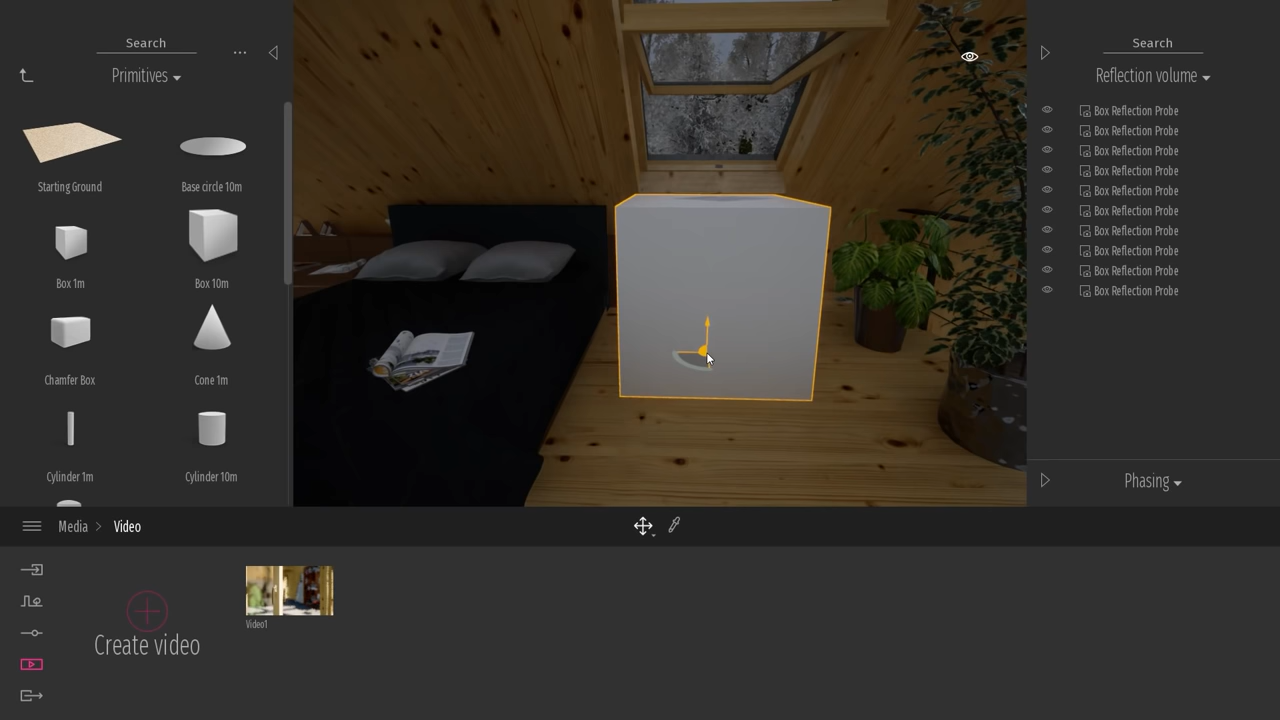 Search
...
Primitives
Starting Ground
Base circle 10m
Box 1m
Box 10m
Chamfer Box
Cone 1m
Cylinder 1m
Cylinder 10m
Search
Reflection volume
Box Reflection Probe
Box Reflection Probe
Box Reflection Probe
Box Reflection Probe
Box Reflection Probe
Box Reflection Probe
Box Reflection Probe
Box Reflection Probe
Box Reflection Probe
Box Reflection Probe
Phasing
Media > Video
Create video
Video1